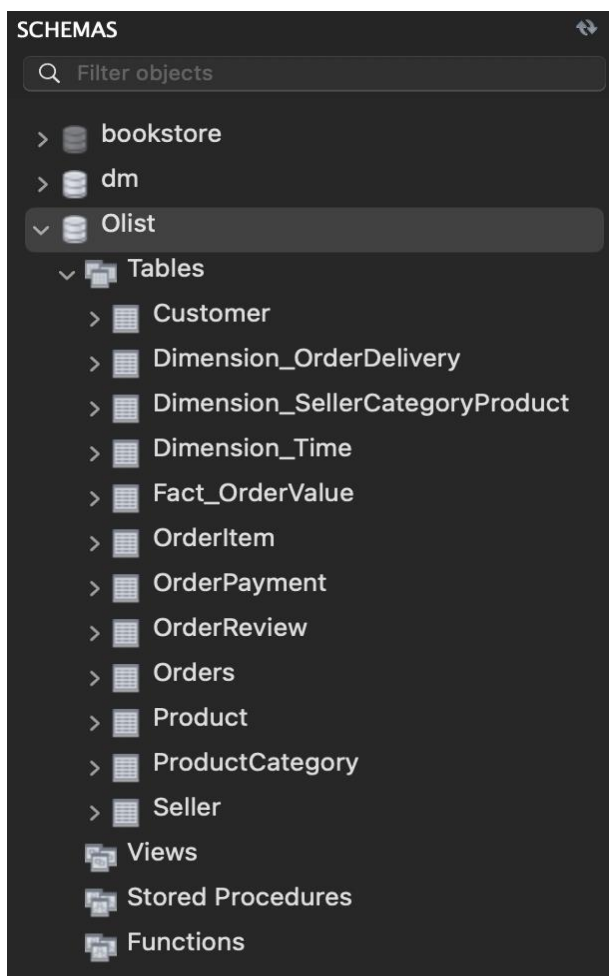 SCHEMAS
Filter objects
bookstore
dm
Olist
Tables
Customer
Dimension_OrderDelivery
Dimension_SellerCategoryProduct
Dimension_Time
Fact_OrderValue
OrderItem
OrderPayment
OrderReview
Orders
Product
ProductCategory
Seller
Views
Stored Procedures
Functions